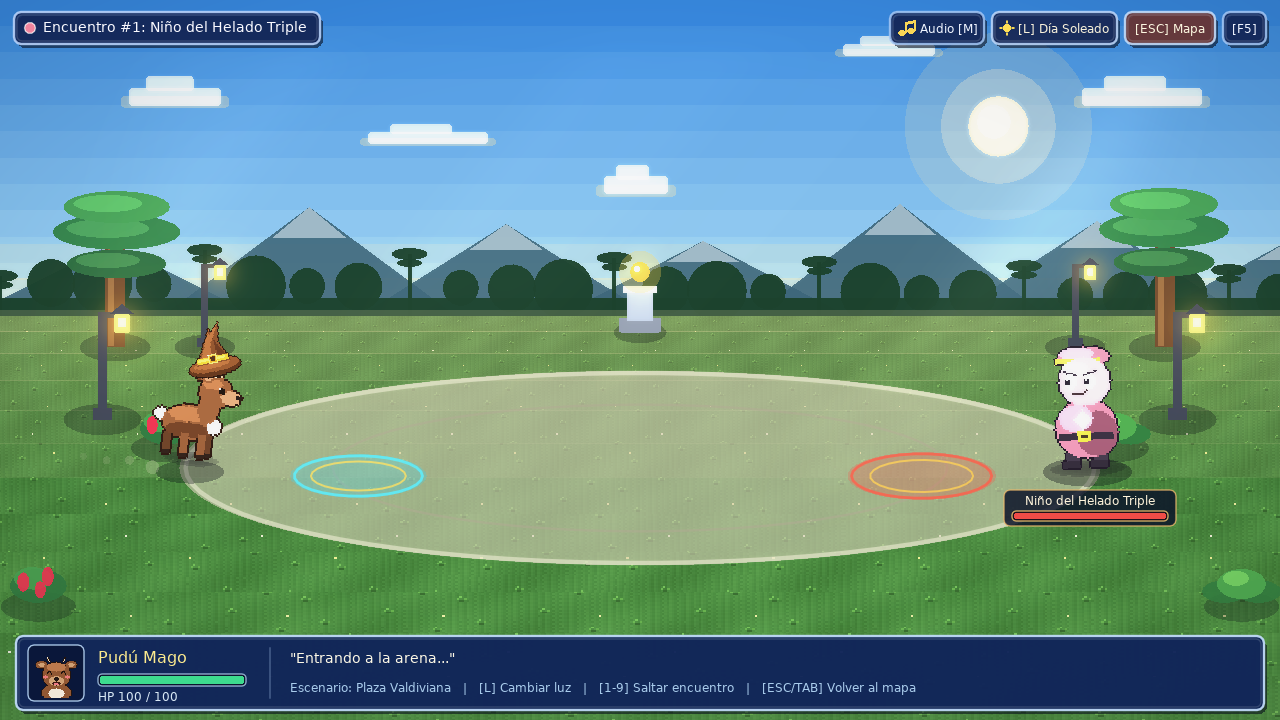 Encuentro #1: Niño del Helado Triple
Audio [M]
[L] Día Soleado
[ESC] Mapa
[F5]
Niño del Helado Triple
Pudú Mago
HP 100 / 100
"Entrando a la arena..."
Escenario: Plaza Valdiviana | [L] Cambiar luz | [1-9] Saltar encuentro | [ESC/TAB] Volver al mapa